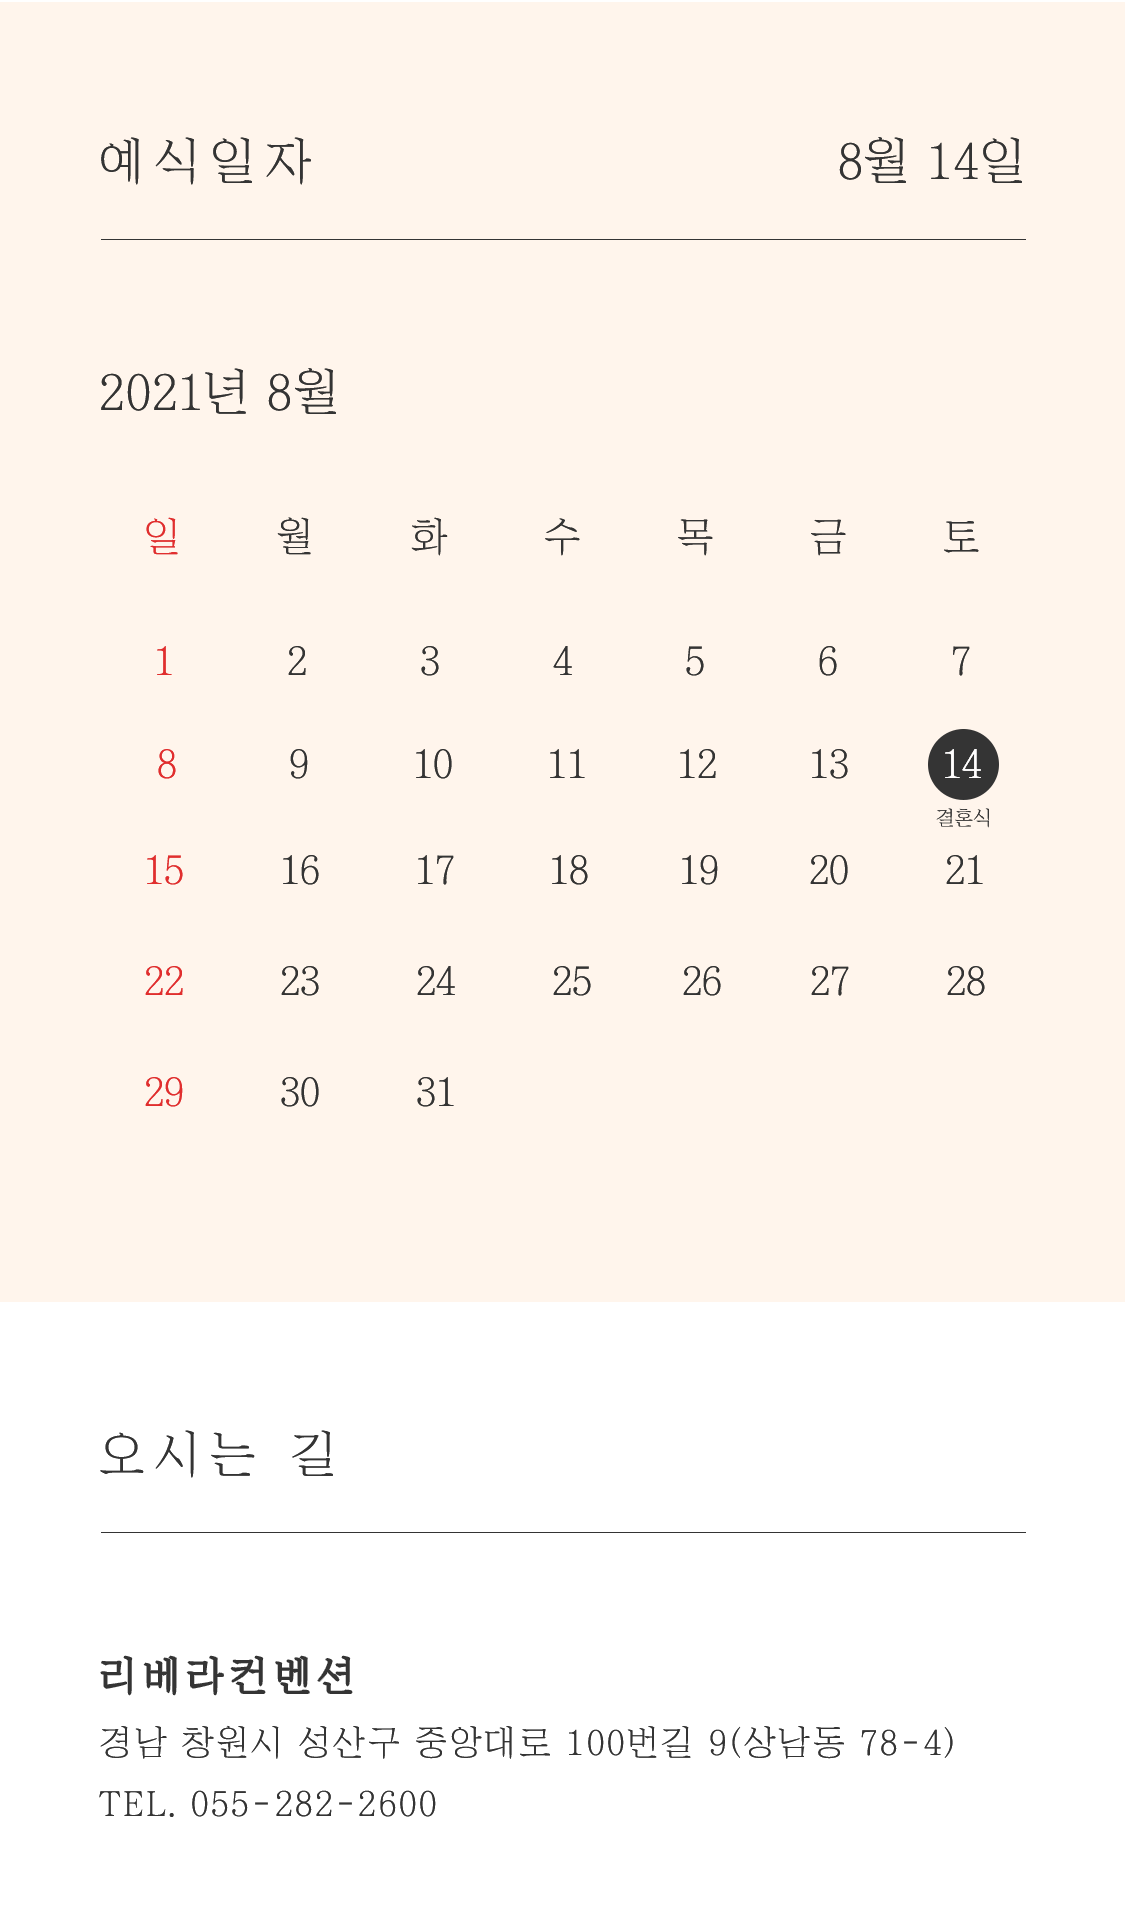 예식일자 8월 14일
2021년 8월
일 월 화 수 목 금 토
1 2 3 4 5 6 7
8 9 10 11 12 13 14
결혼식
15 16 17 18 19 20 21
22 23 24 25 26 27 28
29 30 31
오시는 길
리베라컨벤션
경남 창원시 성산구 중앙대로 100번길 9(상남동 78-4)
TEL. 055-282-2600